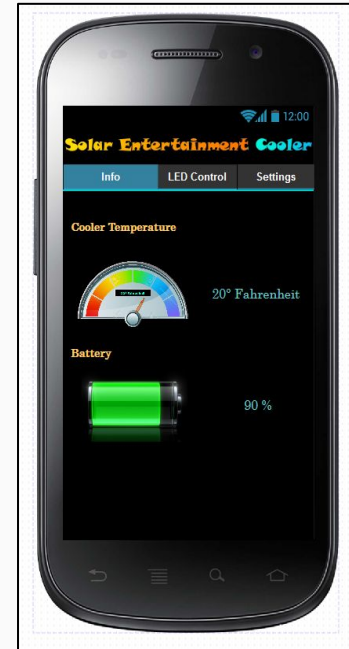 12:00
Solar Entertainment Cooler
Info LED Control Settings
Cooler Temperature
20° Fahrenheit
Battery
90 %